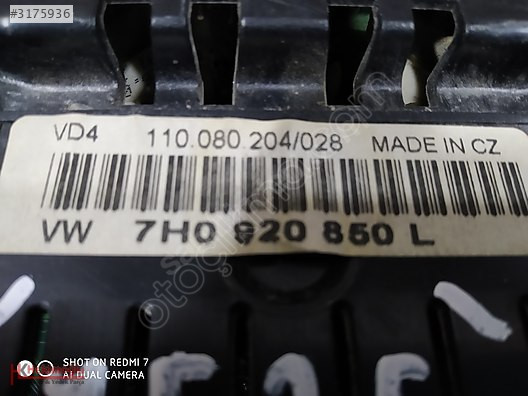 #3175936
VD4 110.080.204/028 MADE IN CZ
VW 7H0 920 850 L
SHOT ON REDMI 7
AI DUAL CAMERA